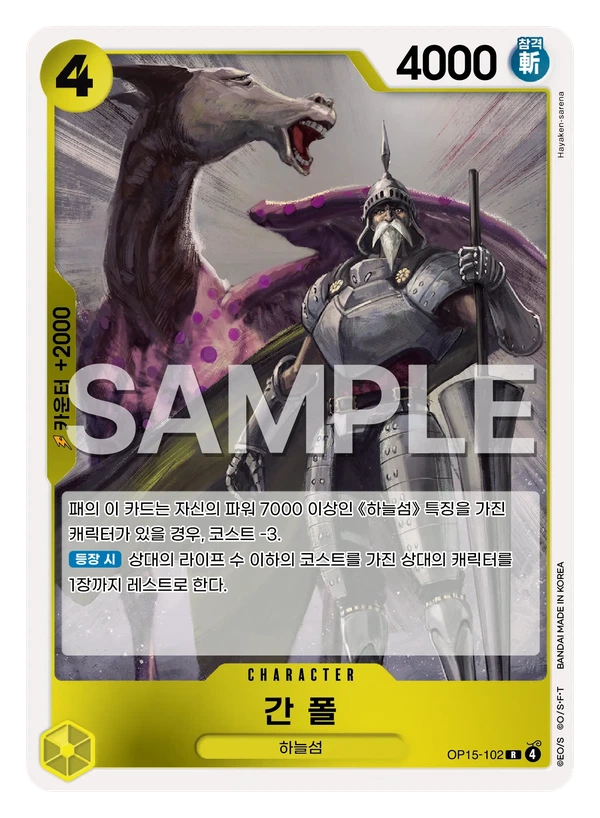 4
4000
참격
斬
Hayaken-sarena
카운터 +2000
SAMPLE
패의 이 카드는 자신의 파워 7000 이상인 《하늘섬》 특징을 가진
캐릭터가 있을 경우, 코스트 -3.
등장 시 상대의 라이프 수 이하의 코스트를 가진 상대의 캐릭터를
1장까지 레스트로 한다.
CHARACTER
간 폴
하늘섬
OP15-102 R 4
©EO/S ©O/S·F·T BANDAI MADE IN KOREA